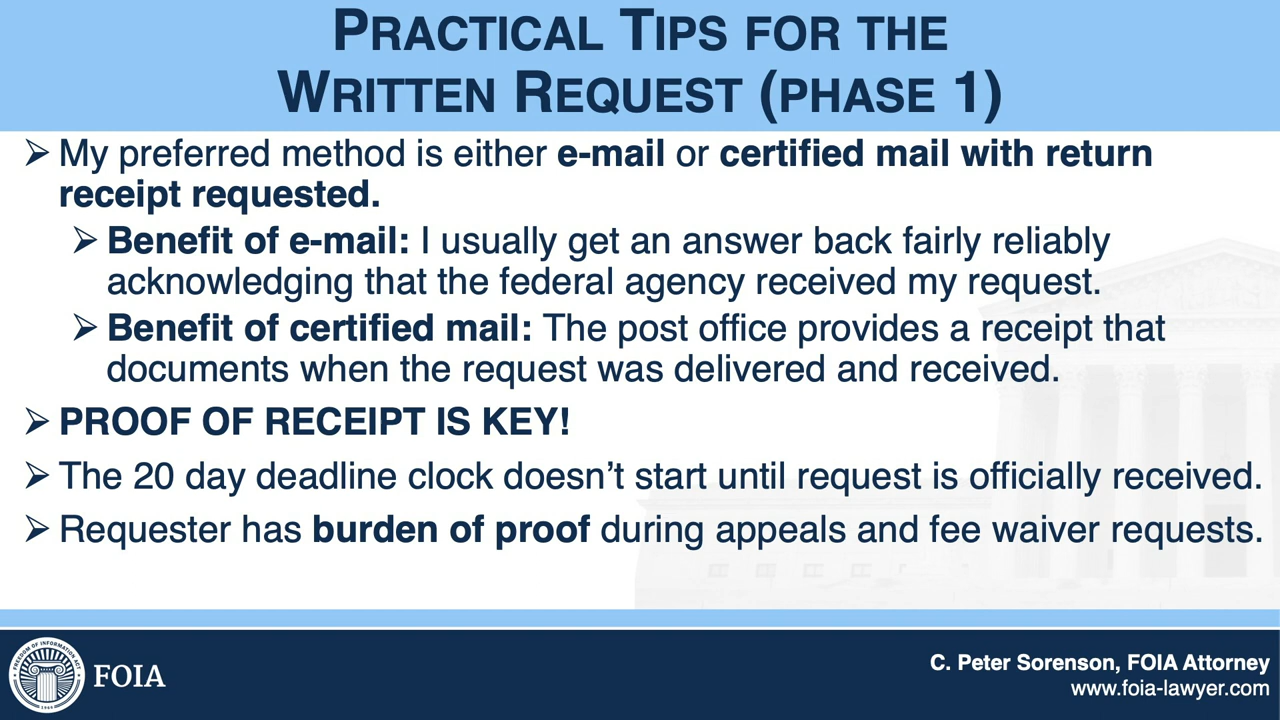 PRACTICAL TIPS FOR THE
WRITTEN REQUEST (PHASE 1)
➢ My preferred method is either e-mail or certified mail with return
receipt requested.
➢ Benefit of e-mail: I usually get an answer back fairly reliably
acknowledging that the federal agency received my request.
➢ Benefit of certified mail: The post office provides a receipt that
documents when the request was delivered and received.
➢ PROOF OF RECEIPT IS KEY!
➢ The 20 day deadline clock doesn't start until request is officially received.
➢ Requester has burden of proof during appeals and fee waiver requests.
FREEDOM OF INFORMATION ACT
FOIA
C. Peter Sorenson, FOIA Attorney
www.foia-lawyer.com